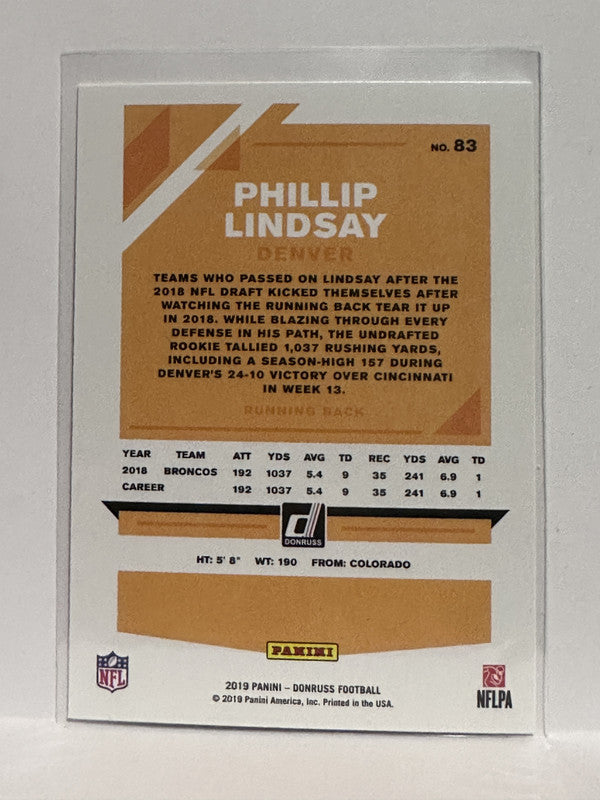 NO. 83
PHILLIP
LINDSAY
DENVER
TEAMS WHO PASSED ON LINDSAY AFTER THE
2018 NFL DRAFT KICKED THEMSELVES AFTER
WATCHING THE RUNNING BACK TEAR IT UP
IN 2018. WHILE BLAZING THROUGH EVERY
DEFENSE IN HIS PATH, THE UNDRAFTED
ROOKIE TALLIED 1,037 RUSHING YARDS,
INCLUDING A SEASON-HIGH 157 DURING
DENVER'S 24-10 VICTORY OVER CINCINNATI
IN WEEK 13.
RUNNING BACK
YEAR TEAM ATT YDS AVG TD REC YDS AVG TD
2018 BRONCOS 192 1037 5.4 9 35 241 6.9 1
CAREER 192 1037 5.4 9 35 241 6.9 1
d
DONRUSS
HT: 5' 8" WT: 190 FROM: COLORADO
PANINI
NFL
2019 PANINI – DONRUSS FOOTBALL
© 2019 Panini America, Inc. Printed in the USA.
NFLPA